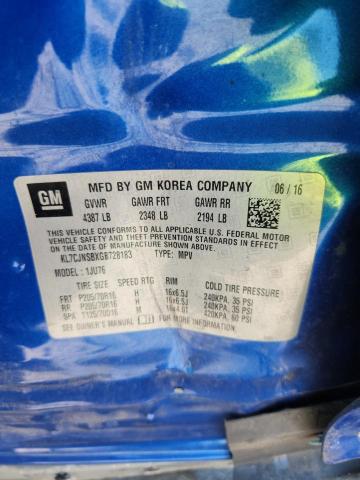 GM
MFD BY GM KOREA COMPANY 06 / 16
GVWR GAWR FRT GAWR RR
4387 LB 2348 LB 2194 LB
THIS VEHICLE CONFORMS TO ALL APPLICABLE U.S. FEDERAL MOTOR
VEHICLE SAFETY, BUMPER, AND THEFT PREVENTION STANDARDS
IN EFFECT ON THE DATE OF MANUFACTURE SHOWN ABOVE.
KL7CJNSBXGB728183 TYPE: MPV
MODEL: 1JU76
TIRE SIZE SPEED RTG RIM COLD TIRE PRESSURE
FRT P205/70R16 H 16x6.5J 240KPA, 35 PSI
RR P205/70R16 H 16x6.5J 240KPA, 35 PSI
SPA T125/70D16 M 16x4.0T 420KPA, 60 PSI
SEE OWNER'S MANUAL FOR MORE INFORMATION.